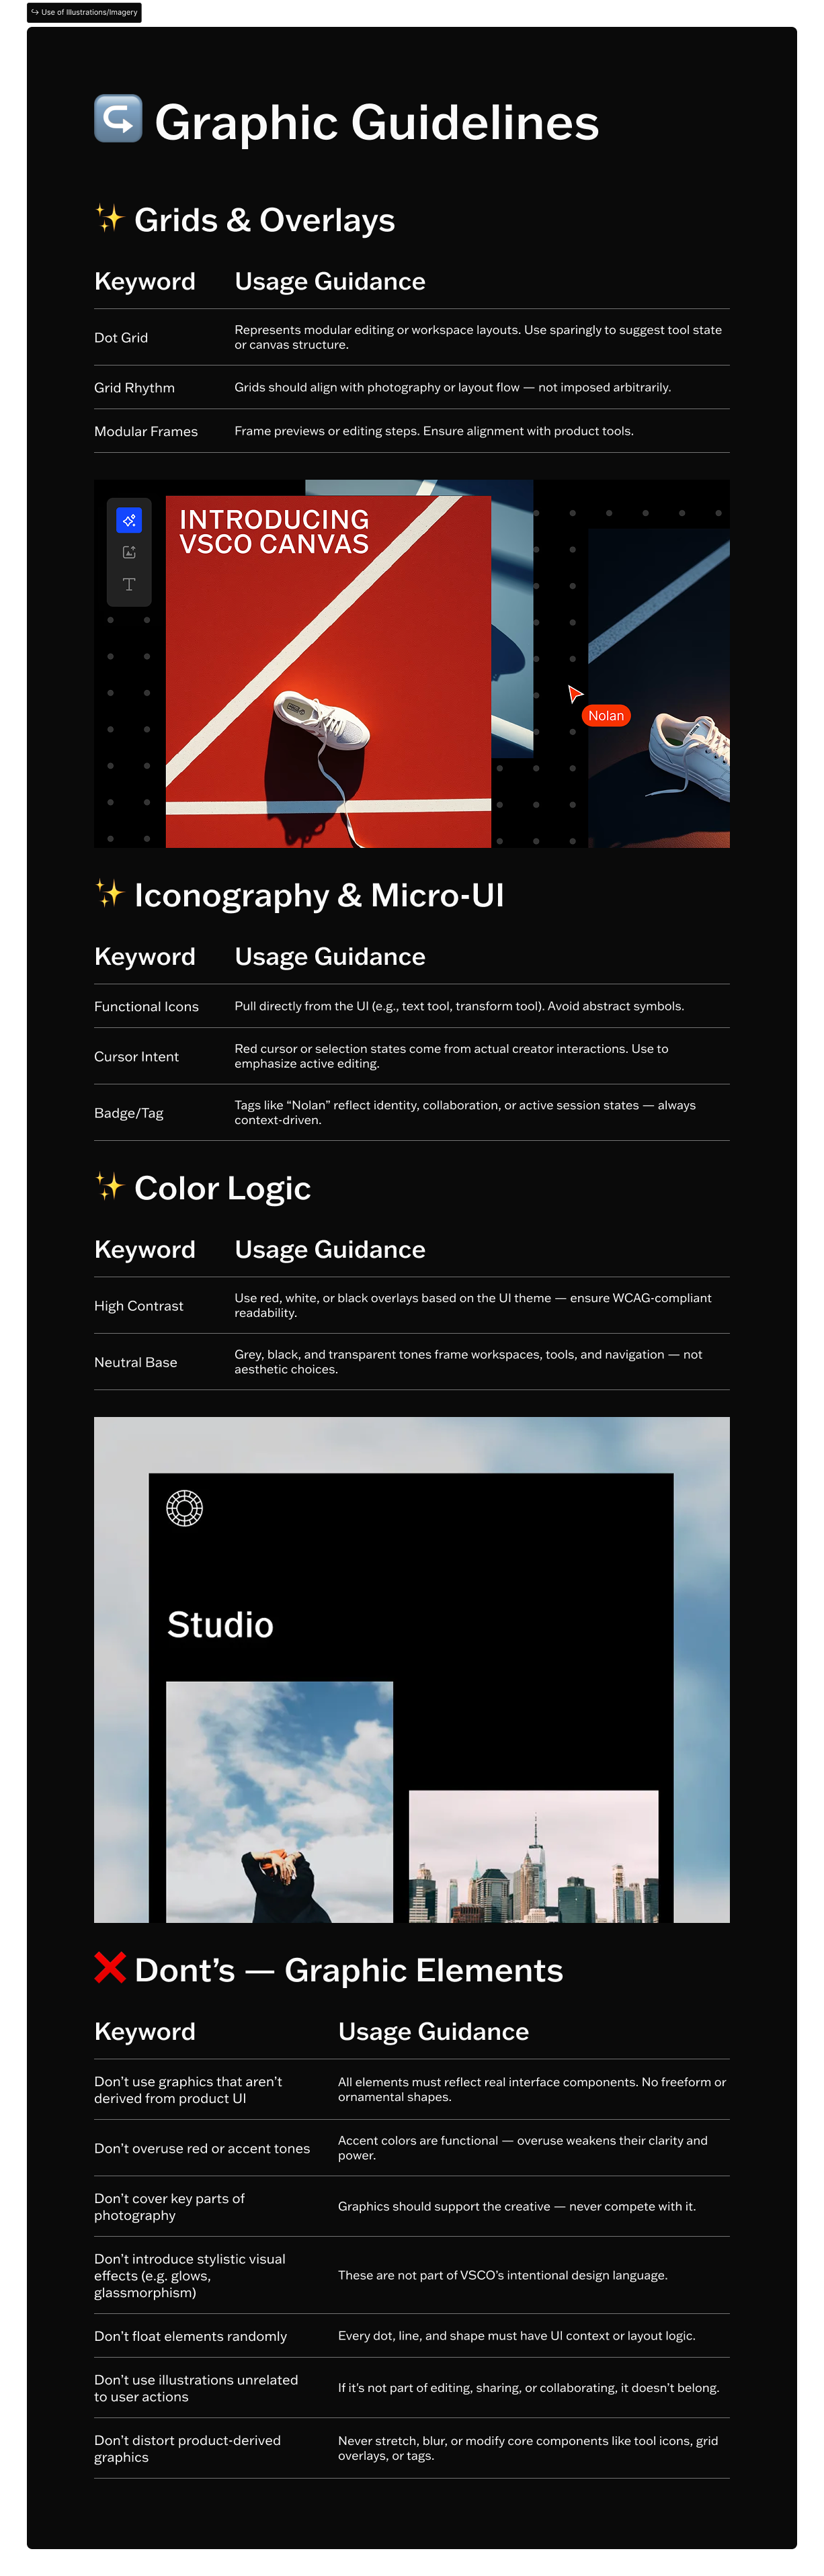 ↪ Use of Illustrations/Imagery
↪️ Graphic Guidelines
✨ Grids & Overlays
Keyword Usage Guidance
Dot Grid
Represents modular editing or workspace layouts. Use sparingly to suggest tool state
or canvas structure.
Grid Rhythm Grids should align with photography or layout flow — not imposed arbitrarily.
Modular Frames Frame previews or editing steps. Ensure alignment with product tools.
INTRODUCING
VSCO CANVAS
T
Nolan
✨ Iconography & Micro-UI
Keyword Usage Guidance
Functional Icons Pull directly from the UI (e.g., text tool, transform tool). Avoid abstract symbols.
Cursor Intent
Red cursor or selection states come from actual creator interactions. Use to
emphasize active editing.
Badge/Tag
Tags like “Nolan” reflect identity, collaboration, or active session states — always
context-driven.
✨ Color Logic
Keyword Usage Guidance
High Contrast
Use red, white, or black overlays based on the UI theme — ensure WCAG-compliant
readability.
Neutral Base
Grey, black, and transparent tones frame workspaces, tools, and navigation — not
aesthetic choices.
Studio
❌ Dont’s — Graphic Elements
Keyword Usage Guidance
Don’t use graphics that aren’t
derived from product UI
All elements must reflect real interface components. No freeform or
ornamental shapes.
Don’t overuse red or accent tones
Accent colors are functional — overuse weakens their clarity and
power.
Don’t cover key parts of
photography
Graphics should support the creative — never compete with it.
Don’t introduce stylistic visual
effects (e.g. glows,
glassmorphism)
These are not part of VSCO’s intentional design language.
Don’t float elements randomly Every dot, line, and shape must have UI context or layout logic.
Don’t use illustrations unrelated
to user actions
If it’s not part of editing, sharing, or collaborating, it doesn’t belong.
Don’t distort product-derived
graphics
Never stretch, blur, or modify core components like tool icons, grid
overlays, or tags.